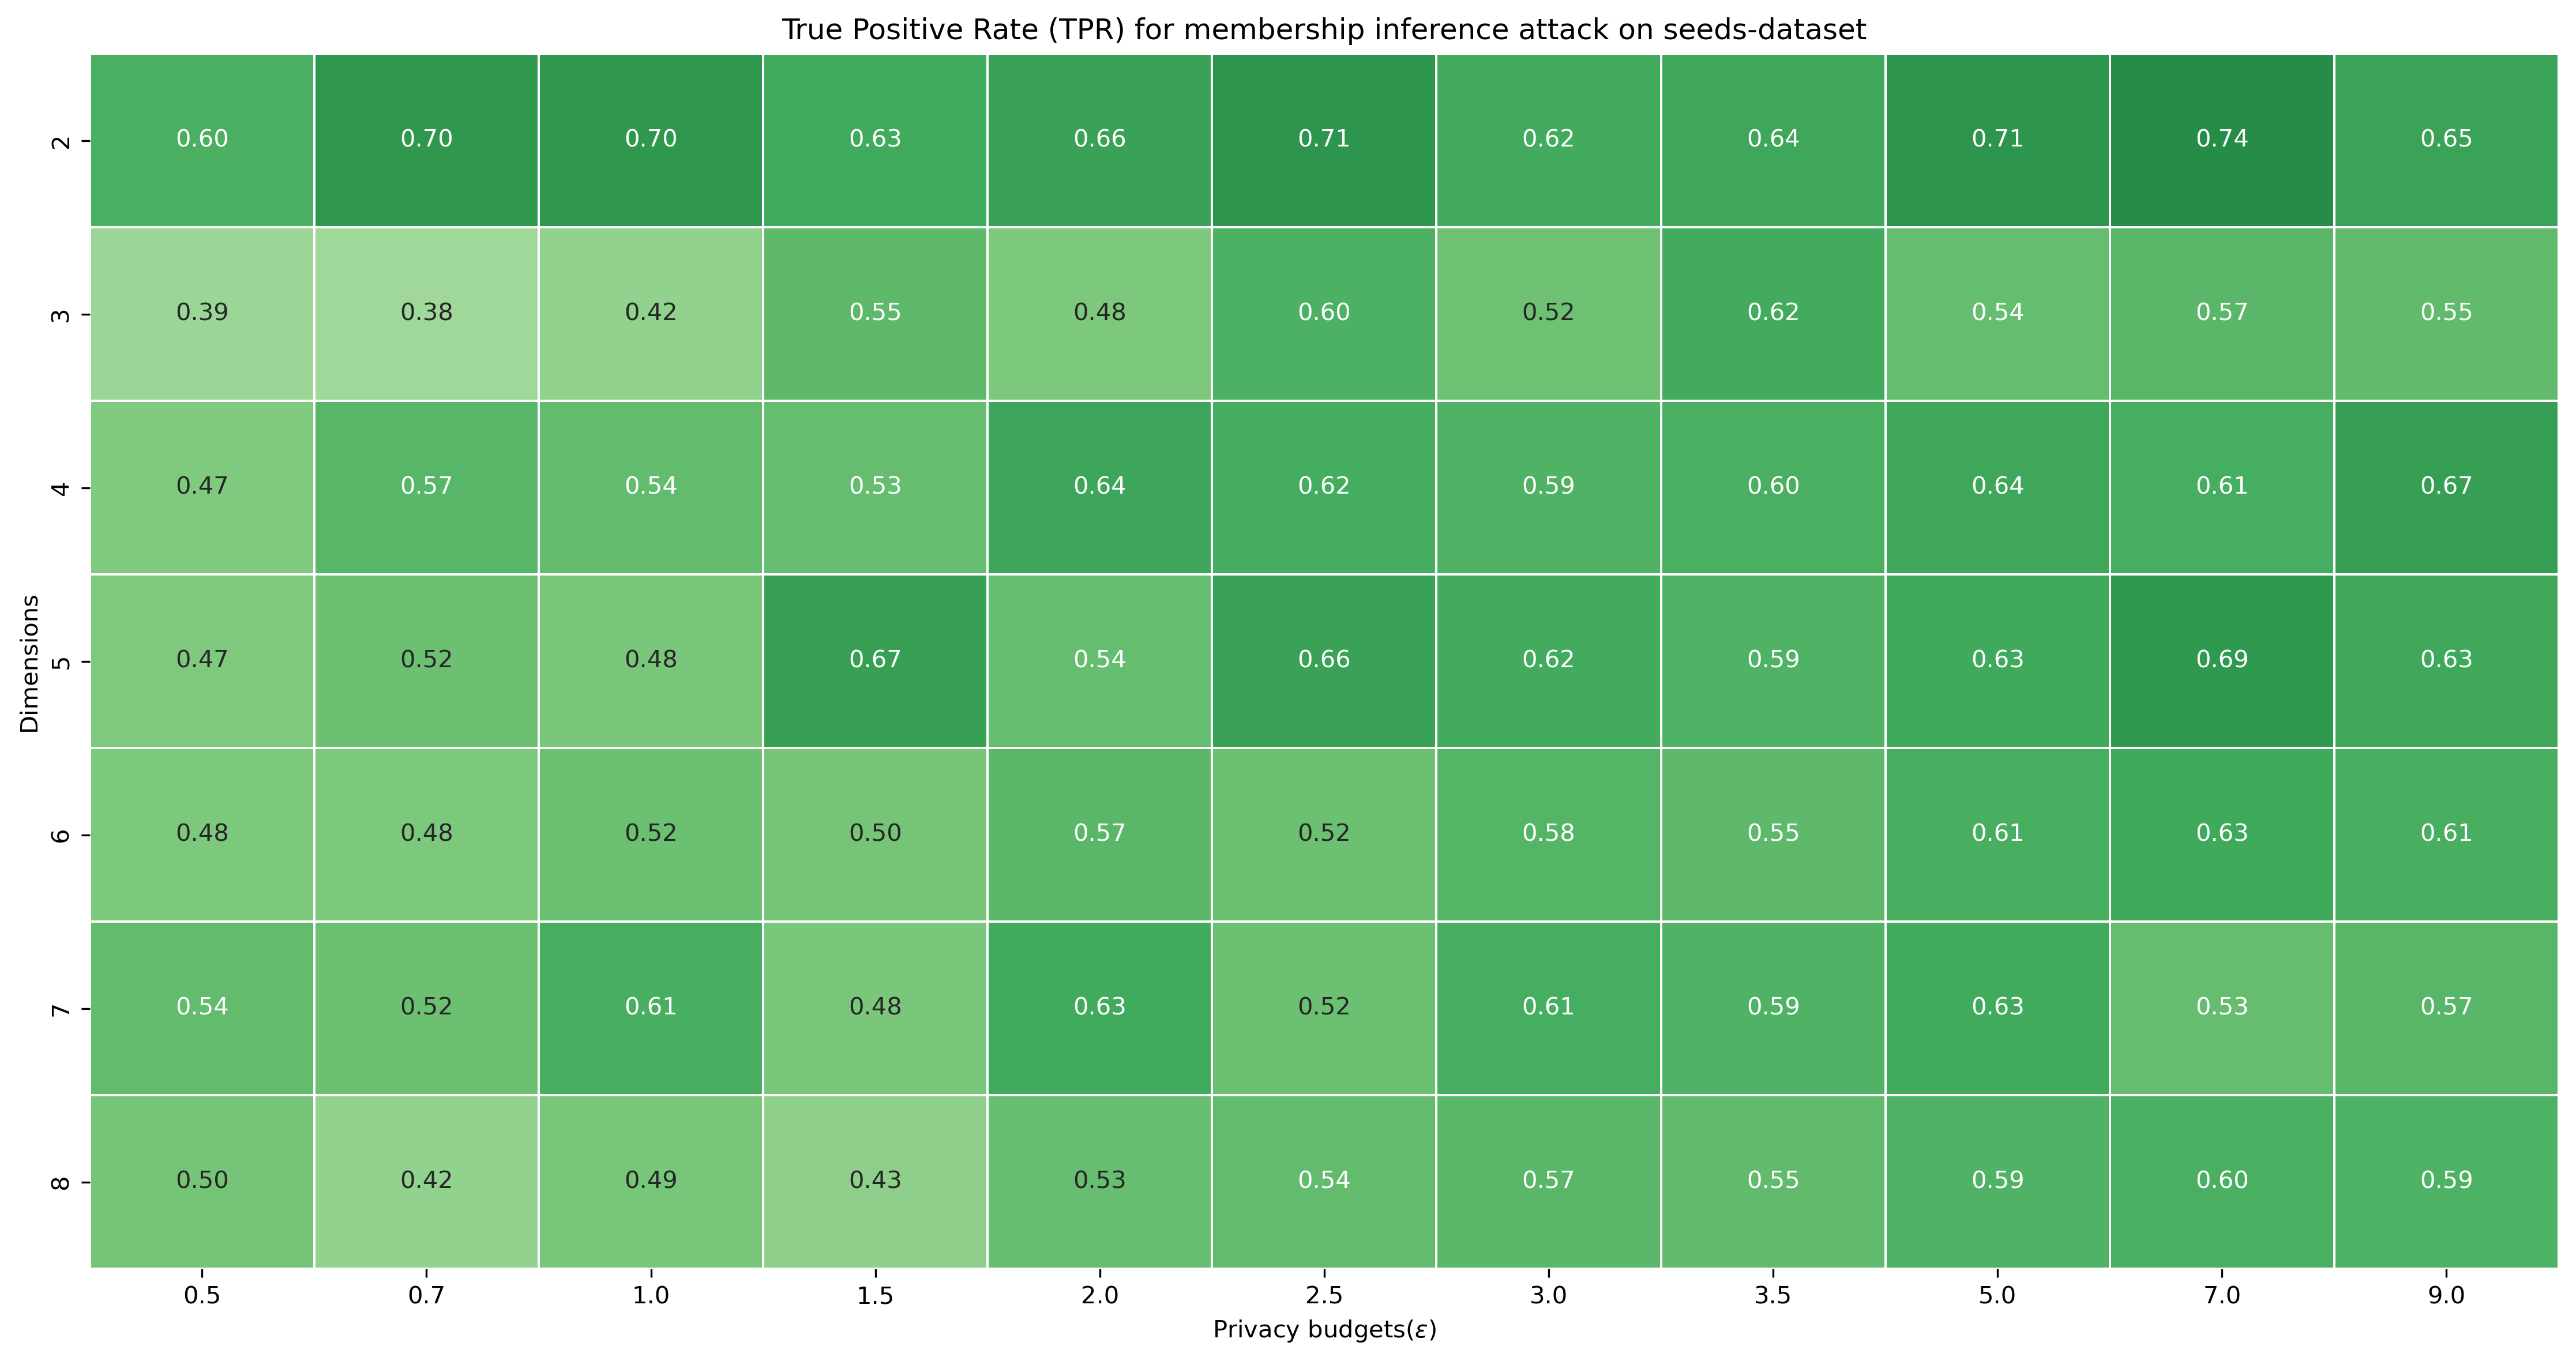 True Positive Rate (TPR) for membership inference attack on seeds-dataset
2 0.60 0.70 0.70 0.63 0.66 0.71 0.62 0.64 0.71 0.74 0.65
3 0.39 0.38 0.42 0.55 0.48 0.60 0.52 0.62 0.54 0.57 0.55
4 0.47 0.57 0.54 0.53 0.64 0.62 0.59 0.60 0.64 0.61 0.67
Dimensions
5 0.47 0.52 0.48 0.67 0.54 0.66 0.62 0.59 0.63 0.69 0.63
6 0.48 0.48 0.52 0.50 0.57 0.52 0.58 0.55 0.61 0.63 0.61
7 0.54 0.52 0.61 0.48 0.63 0.52 0.61 0.59 0.63 0.53 0.57
8 0.50 0.42 0.49 0.43 0.53 0.54 0.57 0.55 0.59 0.60 0.59
0.5 0.7 1.0 1.5 2.0 2.5 3.0 3.5 5.0 7.0 9.0
Privacy budgets(ε)